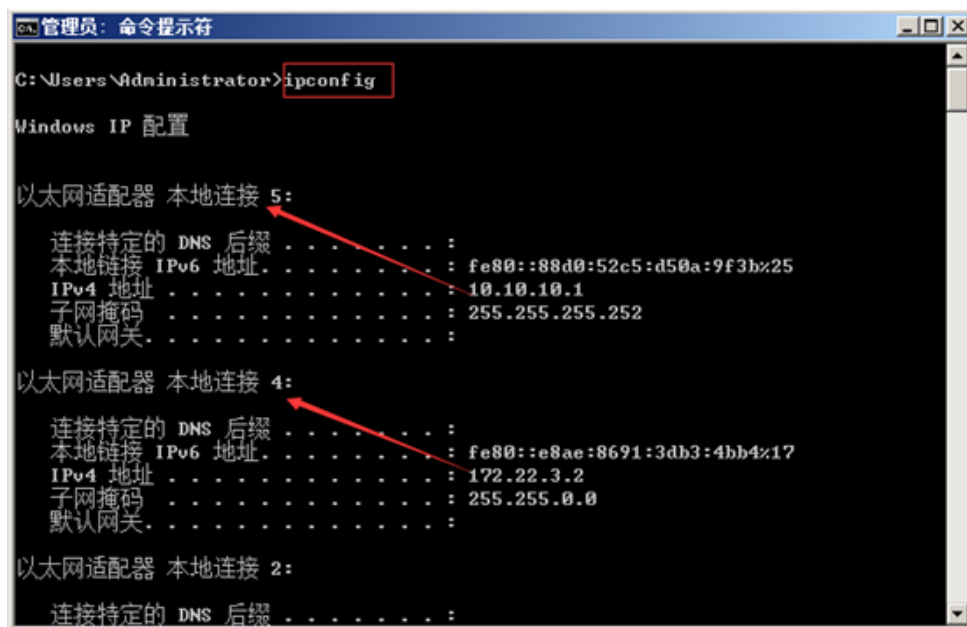 管理员: 命令提示符
C:\Users\Administrator>ipconfig
Windows IP 配置
以太网适配器 本地连接 5:
连接特定的 DNS 后缀 . . . . . . . :
本地链接 IPv6 地址. . . . . . . . : fe80::88d0:52c5:d50a:9f3b%25
IPv4 地址 . . . . . . . . . . . . : 10.10.10.1
子网掩码 . . . . . . . . . . . . : 255.255.255.252
默认网关. . . . . . . . . . . . . :
以太网适配器 本地连接 4:
连接特定的 DNS 后缀 . . . . . . . :
本地链接 IPv6 地址. . . . . . . . : fe80::e8ae:8691:3db3:4bb4%17
IPv4 地址 . . . . . . . . . . . . : 172.22.3.2
子网掩码 . . . . . . . . . . . . : 255.255.0.0
默认网关. . . . . . . . . . . . . :
以太网适配器 本地连接 2:
连接特定的 DNS 后缀 . . . . . . . :